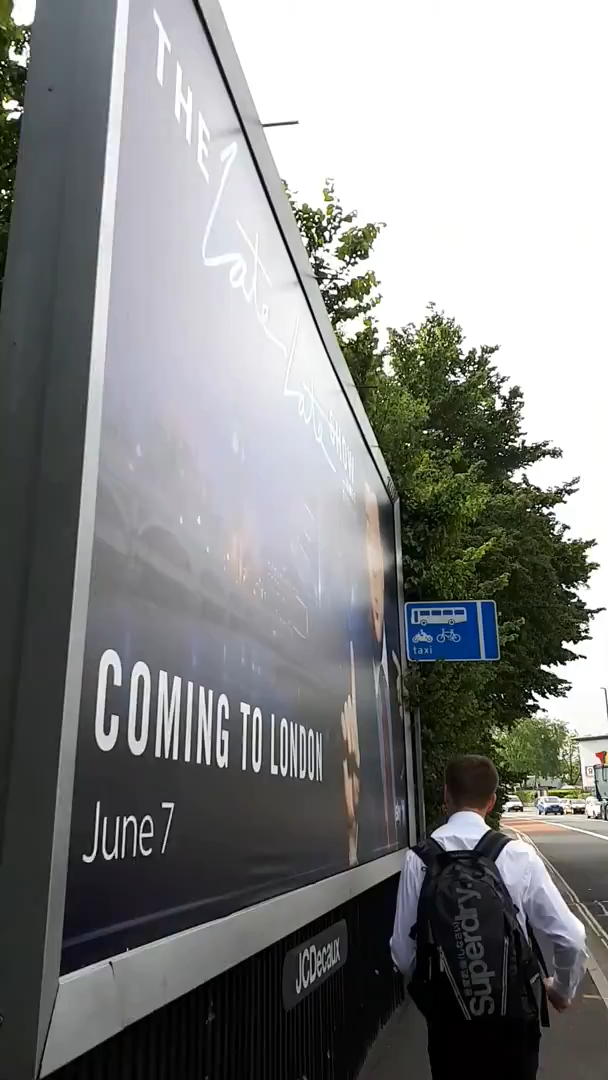 THE
Late
Late
SHOW
COMING TO LONDON
June 7
JCDecaux
taxi
Superdry.